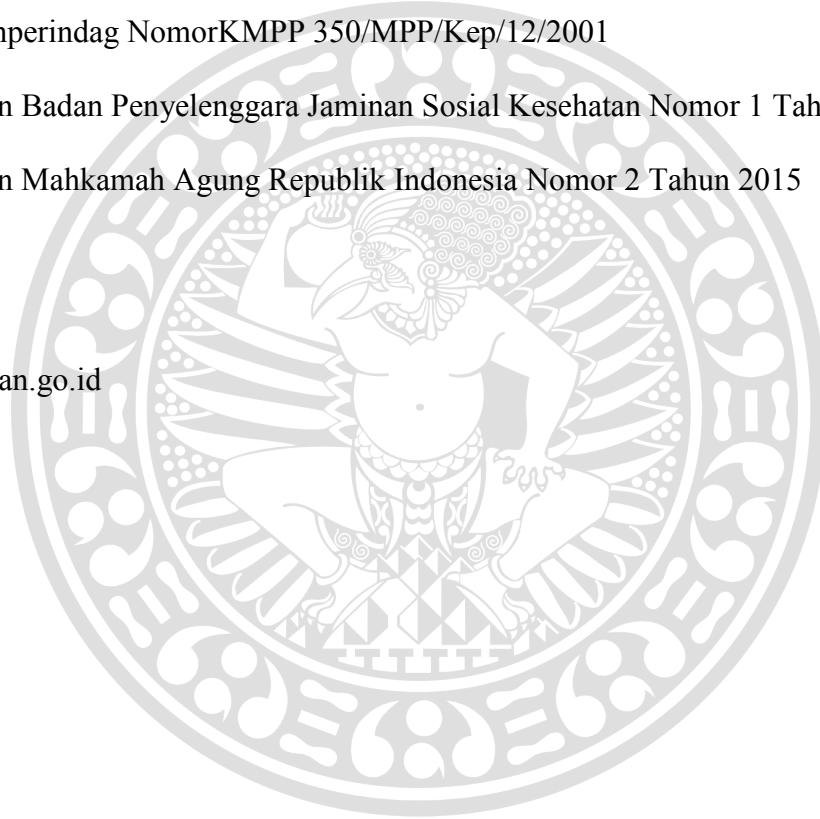 nperindag NomorKMPP 350/MPP/Kep/12/2001
n Badan Penyelenggara Jaminan Sosial Kesehatan Nomor 1 Tah
n Mahkamah Agung Republik Indonesia Nomor 2 Tahun 2015
an.go.id